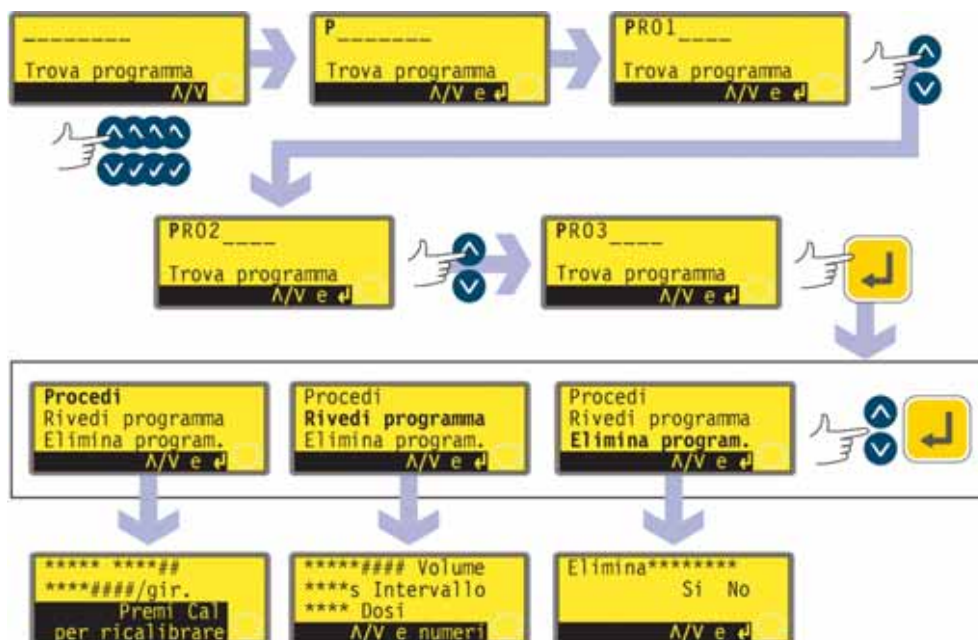 _________
Trova programma
Λ/V
P_______
Trova programma
Λ/V e ↵
PRO1____
Trova programma
Λ/V e ↵
PRO2____
Trova programma
Λ/V e ↵
PRO3____
Trova programma
Λ/V e ↵
Procedi
Rivedi programma
Elimina program.
Λ/V e ↵
Procedi
Rivedi programma
Elimina program.
Λ/V e ↵
Procedi
Rivedi programma
Elimina program.
Λ/V e ↵
***** ****##
****####/gir.
Premi Cal
per ricalibrare
*****#### Volume
****s Intervallo
**** Dosi
Λ/V e numeri
Elimina********
Si No
Λ/V e ↵